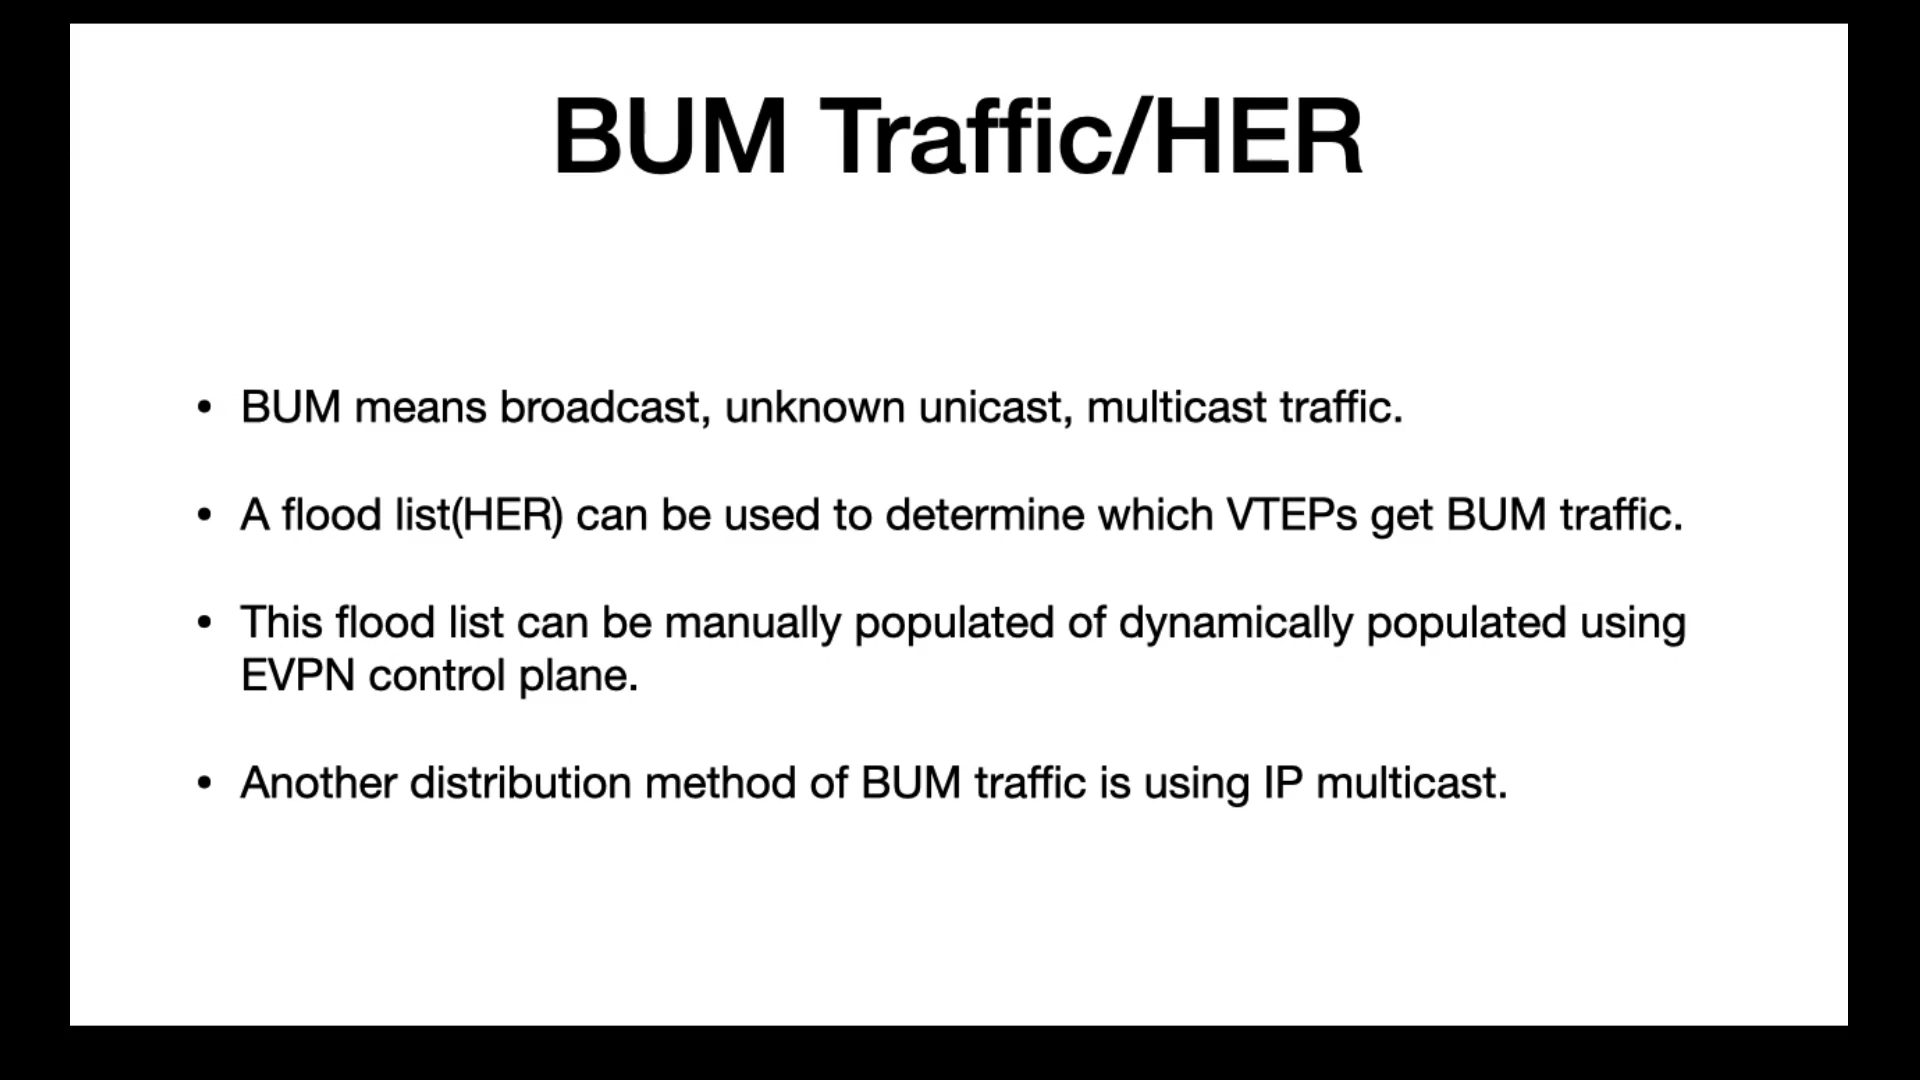 BUM Traffic/HER
• BUM means broadcast, unknown unicast, multicast traffic.
• A flood list(HER) can be used to determine which VTEPs get BUM traffic.
• This flood list can be manually populated of dynamically populated using
EVPN control plane.
• Another distribution method of BUM traffic is using IP multicast.